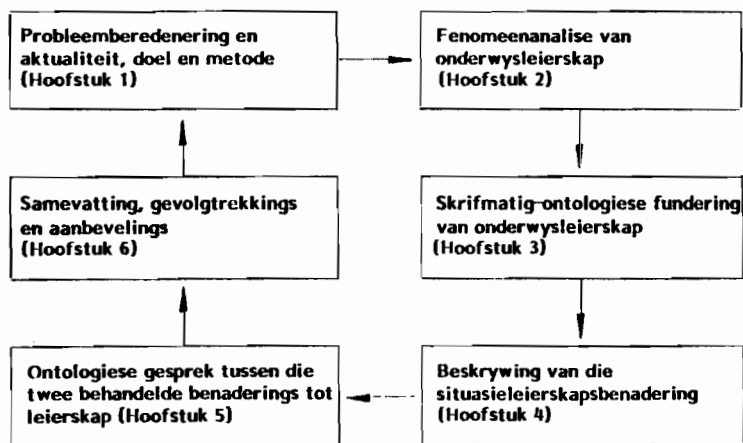 Probleemberedenering en
aktualiteit, doel en metode
(Hoofstuk 1)
Fenomeenanalise van
onderwysleierskap
(Hoofstuk 2)
Skrifmatig-ontologiese fundering
van onderwysleierskap
(Hoofstuk 3)
Beskrywing van die
situasieleierskapsbenadering
(Hoofstuk 4)
Ontologiese gesprek tussen die
twee behandelde benaderings tot
leierskap (Hoofstuk 5)
Samevatting, gevolgtrekkings
en aanbevelings
(Hoofstuk 6)